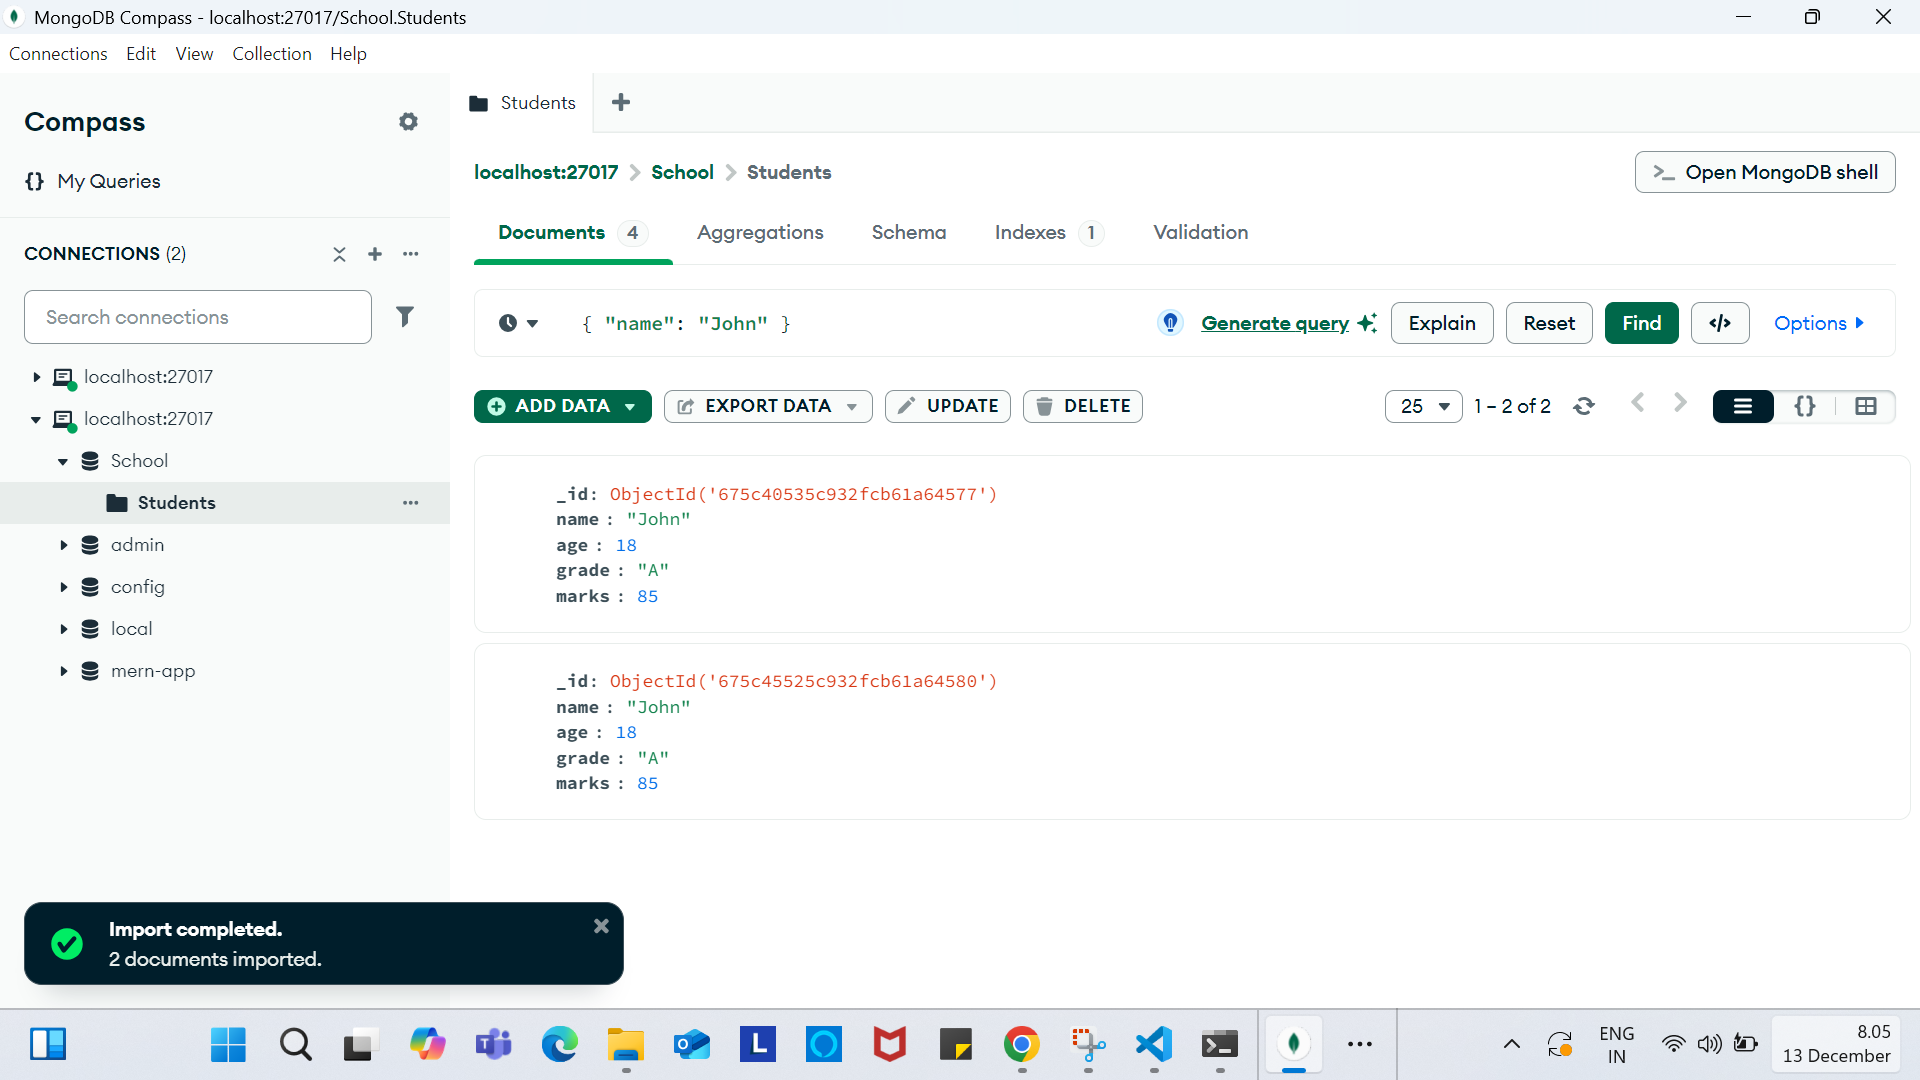 MongoDB Compass - localhost:27017/School.Students
Connections Edit View Collection Help
Compass
{} My Queries
CONNECTIONS (2)
Search connections
localhost:27017
localhost:27017
School
Students
admin
config
local
mern-app
Students
localhost:27017 > School > Students
>_ Open MongoDB shell
Documents 4 Aggregations Schema Indexes 1 Validation
{ "name": "John" }
Generate query
Explain
Reset
Find
</>
Options
ADD DATA
EXPORT DATA
UPDATE
DELETE
25
1 – 2 of 2
{}
_id: ObjectId('675c40535c932fcb61a64577')
name : "John"
age : 18
grade : "A"
marks : 85
_id: ObjectId('675c45525c932fcb61a64580')
name : "John"
age : 18
grade : "A"
marks : 85
Import completed.
2 documents imported.
L
ENG
IN
8.05
13 December